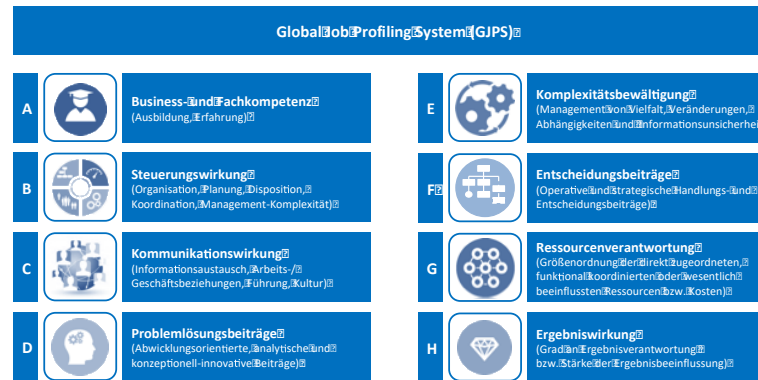 Global Job Profiling System (GJPS)
A
Business- und Fachkompetenz
(Ausbildung, Erfahrung)
B
Steuerungswirkung
(Organisation, Planung, Disposition,
Koordination, Management-Komplexität)
C
Kommunikationswirkung
(Informationsaustausch, Arbeits-/
Geschäftsbeziehungen, Führung, Kultur)
D
Problemlösungsbeiträge
(Abwicklungsorientierte, analytische und
konzeptionell-innovative Beiträge)
E
Komplexitätsbewältigung
(Management von Vielfalt, Veränderungen,
Abhängigkeiten und Informationsunsicherhei
F
Entscheidungsbeiträge
(Operative und strategische Handlungs- und
Entscheidungsbeiträge)
G
Ressourcenverantwortung
(Größenordnung der direkt zugeordneten,
funktional koordinierten oder wesentlich
beeinflussten Ressourcen bzw. Kosten)
H
Ergebniswirkung
(Grad an Ergebnisverantwortung
bzw. Stärke der Ergebnisbeeinflussung)